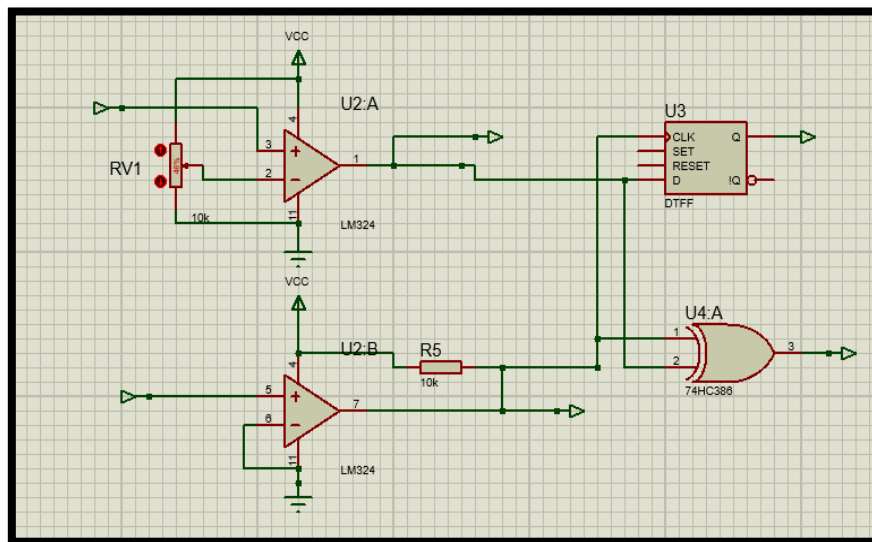 VCC
U2:A
4
3
2
1
11
RV1
46%
10k
LM324
U3
CLK
SET
RESET
D
Q
!Q
DTFF
VCC
U2:B
4
5
6
7
11
LM324
R5
10k
U4:A
1
2
3
74HC386